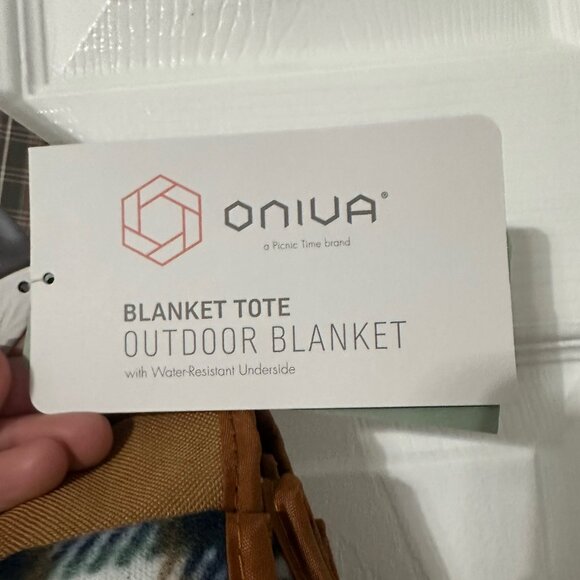 ONIVA®
a Picnic Time brand
BLANKET TOTE
OUTDOOR BLANKET
with Water-Resistant Underside